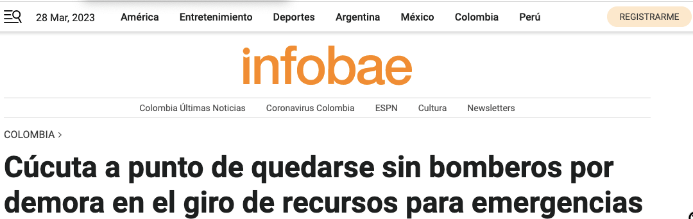 28 Mar, 2023 América Entretenimiento Deportes Argentina México Colombia Perú REGISTRARME
infobae
Colombia Últimas Noticias Coronavirus Colombia ESPN Cultura Newsletters
COLOMBIA >
Cúcuta a punto de quedarse sin bomberos por
demora en el giro de recursos para emergencias